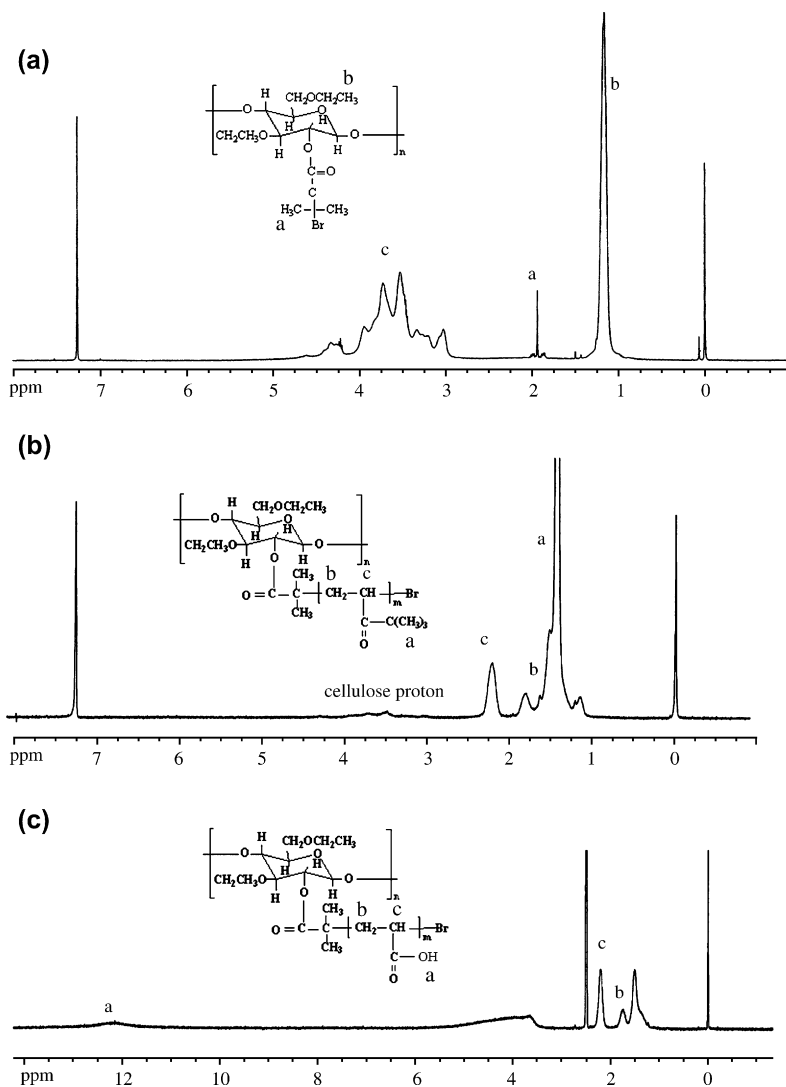 (a)
b
H
CH2OCH2CH3
O
O
H
H
CH2CH3O
O
H
H
n
O
C=O
C
H3C
CH3
a
Br
c
a
b
ppm
7
6
5
4
3
2
1
0
(b)
H
CH2OCH2CH3
O
O
H
H
CH2CH3O
O
H
H
n
O
CH3
b
c
O=C
C
CH2
CH
m
Br
CH3
C
C(CH3)3
O
a
a
c
b
cellulose proton
ppm
7
6
5
4
3
2
1
0
(c)
H
CH2OCH2CH3
O
O
H
H
CH2CH3O
O
H
H
n
O
CH3
b
c
O=C
C
CH2
CH
m
Br
CH3
C
OH
O
a
c
b
a
ppm
12
10
8
6
4
2
0